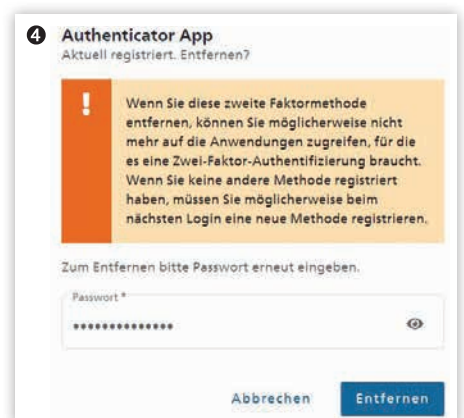 4 Authenticator App
Aktuell registriert. Entfernen?
!
Wenn Sie diese zweite Faktormethode
entfernen, können Sie möglicherweise nicht
mehr auf die Anwendungen zugreifen, für die
es eine Zwei-Faktor-Authentifizierung braucht.
Wenn Sie keine andere Methode registriert
haben, müssen Sie möglicherweise beim
nächsten Login eine neue Methode registrieren.
Zum Entfernen bitte Passwort erneut eingeben.
Passwort *
••••••••••••••
Abbrechen Entfernen